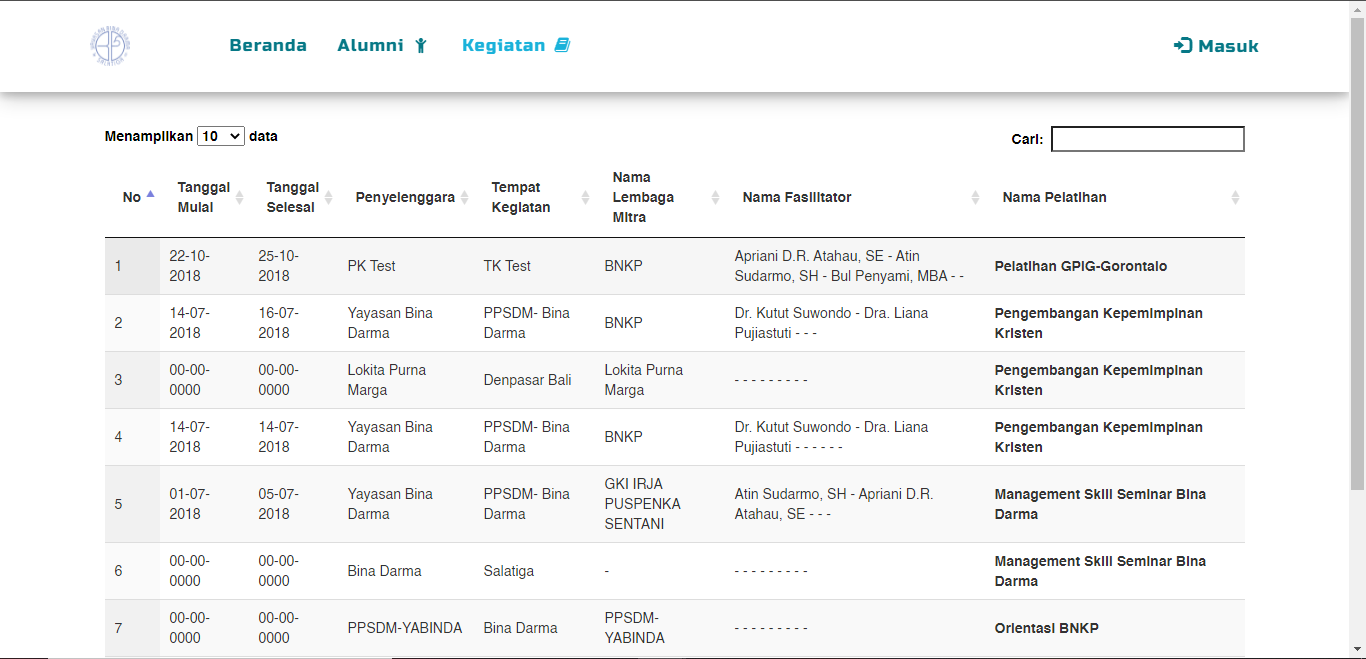 Beranda Alumni Kegiatan Masuk
Menampilkan 10 data Cari:
No Tanggal Mulai Tanggal Selesai Penyelenggara Tempat Kegiatan Nama Lembaga Mitra Nama Fasilitator Nama Pelatihan
1 22-10-2018 25-10-2018 PK Test TK Test BNKP Apriani D.R. Atahau, SE - Atin Sudarmo, SH - Bul Penyami, MBA - - Pelatihan GPIG-Gorontalo
2 14-07-2018 16-07-2018 Yayasan Bina Darma PPSDM- Bina Darma BNKP Dr. Kutut Suwondo - Dra. Liana Pujiastuti - - - Pengembangan Kepemimpinan Kristen
3 00-00-0000 00-00-0000 Lokita Purna Marga Denpasar Bali Lokita Purna Marga - - - - - - - - - Pengembangan Kepemimpinan Kristen
4 14-07-2018 14-07-2018 Yayasan Bina Darma PPSDM- Bina Darma BNKP Dr. Kutut Suwondo - Dra. Liana Pujiastuti - - - - - - Pengembangan Kepemimpinan Kristen
5 01-07-2018 05-07-2018 Yayasan Bina Darma PPSDM- Bina Darma GKI IRJA PUSPENKA SENTANI Atin Sudarmo, SH - Apriani D.R. Atahau, SE - - - Management Skill Seminar Bina Darma
6 00-00-0000 00-00-0000 Bina Darma Salatiga - - - - - - - - - - Management Skill Seminar Bina Darma
7 00-00-0000 00-00-0000 PPSDM-YABINDA Bina Darma PPSDM-YABINDA - - - - - - - - - Orientasi BNKP